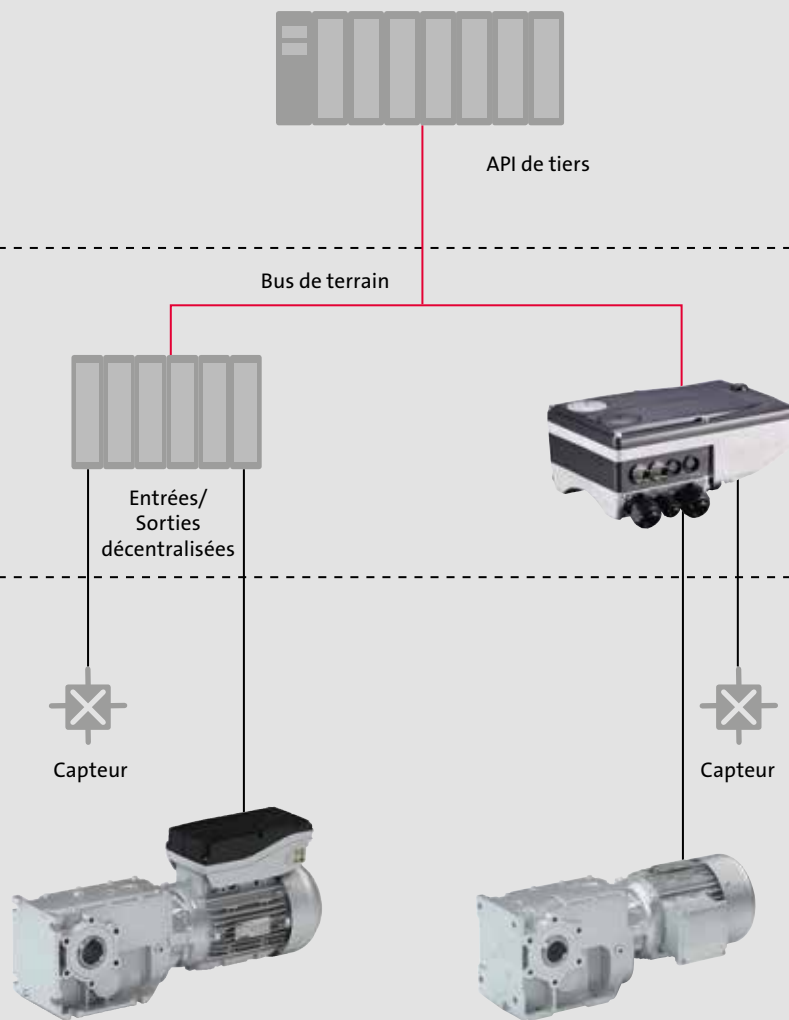 API de tiers
Bus de terrain
Entrées/
Sorties
décentralisées
Capteur
Capteur